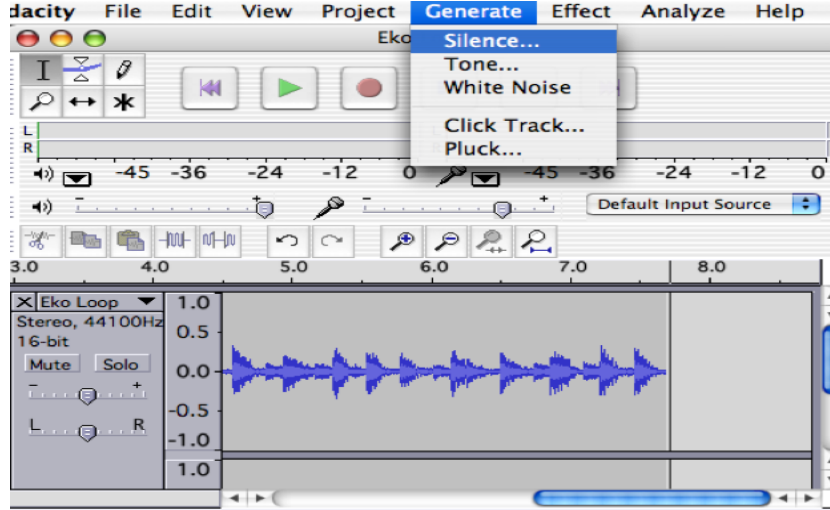 dacity File Edit View Project Generate Effect Analyze Help
Eko
Silence...
Tone...
White Noise
Click Track...
Pluck...
L
R
-45 -36 -24 -12 0 -45 -36 -24 -12 0
- + - + Default Input Source
3.0 4.0 5.0 6.0 7.0 8.0
Eko Loop 1.0
Stereo, 44100Hz
16-bit 0.5
Mute Solo
0.0
- +
-0.5
L R
-1.0
1.0